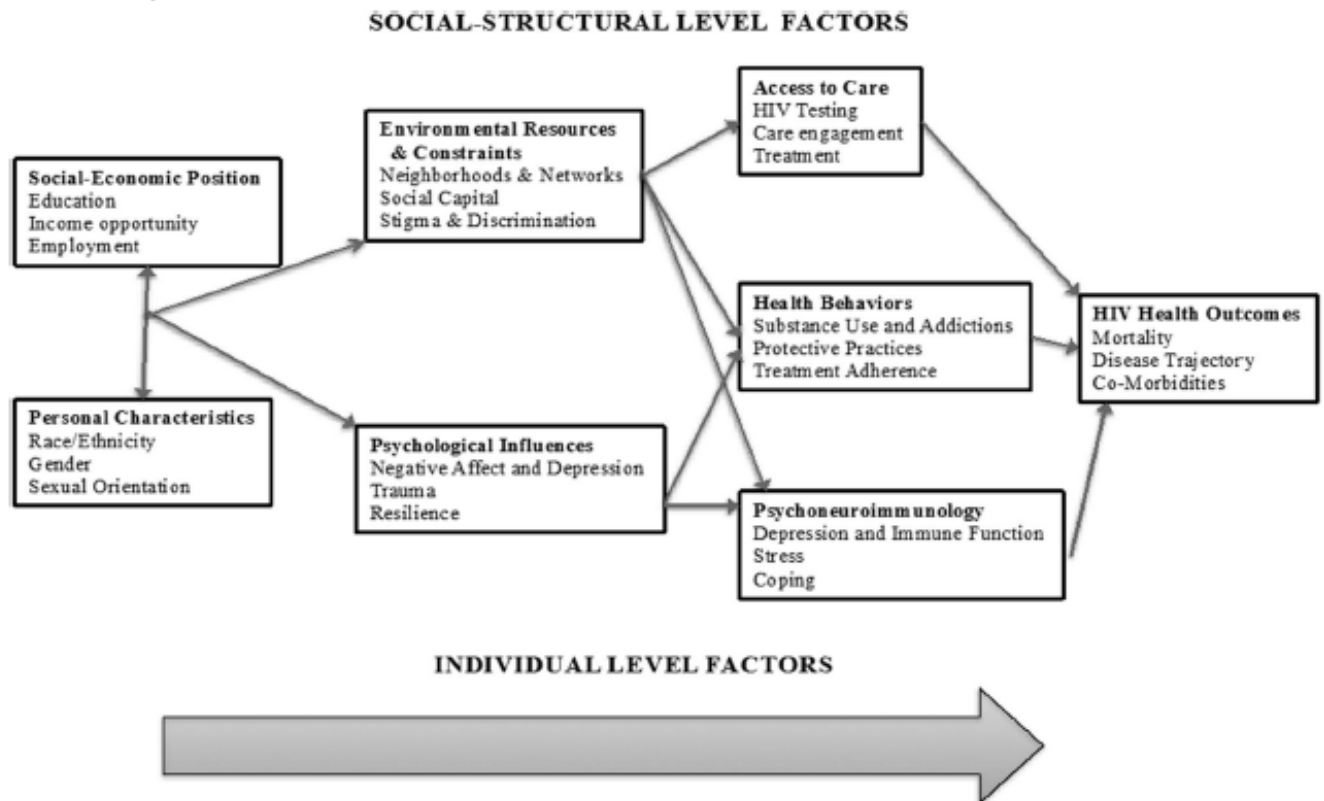 SOCIAL-STRUCTURAL LEVEL FACTORS
Social-Economic Position
Education
Income opportunity
Employment
Personal Characteristics
Race/Ethnicity
Gender
Sexual Orientation
Environmental Resources
& Constraints
Neighborhoods & Networks
Social Capital
Stigma & Discrimination
Psychological Influences
Negative Affect and Depression
Trauma
Resilience
Access to Care
HIV Testing
Care engagement
Treatment
Health Behaviors
Substance Use and Addictions
Protective Practices
Treatment Adherence
Psychoneuroimmunology
Depression and Immune Function
Stress
Coping
HIV Health Outcomes
Mortality
Disease Trajectory
Co-Morbidities
INDIVIDUAL LEVEL FACTORS